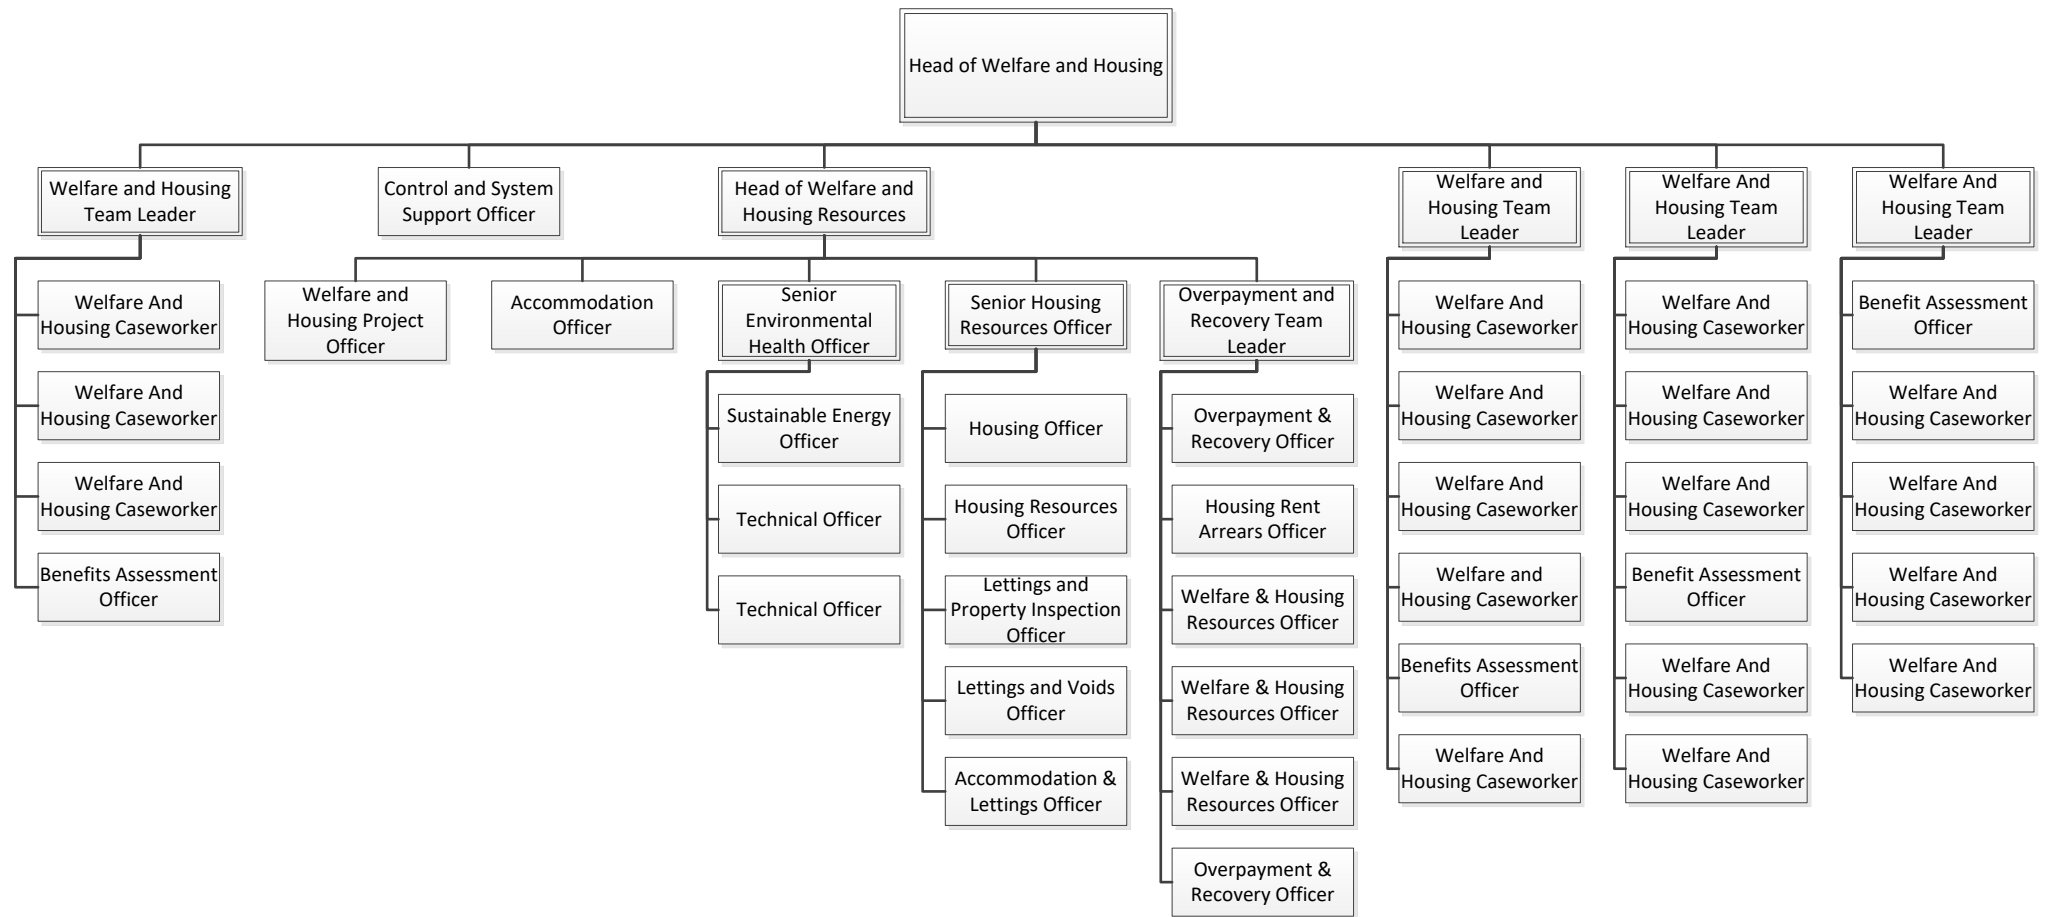 Head of Welfare and Housing
Welfare and Housing
Team Leader
Control and System
Support Officer
Head of Welfare and
Housing Resources
Welfare and
Housing Team
Leader
Welfare And
Housing Team
Leader
Welfare And
Housing Team
Leader
Welfare And
Housing Caseworker
Welfare And
Housing Caseworker
Welfare And
Housing Caseworker
Benefits Assessment
Officer
Welfare and
Housing Project
Officer
Accommodation
Officer
Senior
Environmental
Health Officer
Senior Housing
Resources Officer
Overpayment and
Recovery Team
Leader
Sustainable Energy
Officer
Technical Officer
Technical Officer
Housing Officer
Housing Resources
Officer
Lettings and
Property Inspection
Officer
Lettings and Voids
Officer
Accommodation &
Lettings Officer
Overpayment &
Recovery Officer
Housing Rent
Arrears Officer
Welfare & Housing
Resources Officer
Welfare & Housing
Resources Officer
Welfare & Housing
Resources Officer
Overpayment &
Recovery Officer
Welfare And
Housing Caseworker
Welfare And
Housing Caseworker
Welfare And
Housing Caseworker
Welfare and
Housing Caseworker
Benefits Assessment
Officer
Welfare And
Housing Caseworker
Welfare And
Housing Caseworker
Welfare And
Housing Caseworker
Welfare And
Housing Caseworker
Benefit Assessment
Officer
Welfare And
Housing Caseworker
Welfare And
Housing Caseworker
Benefit Assessment
Officer
Welfare And
Housing Caseworker
Welfare And
Housing Caseworker
Welfare And
Housing Caseworker
Welfare And
Housing Caseworker